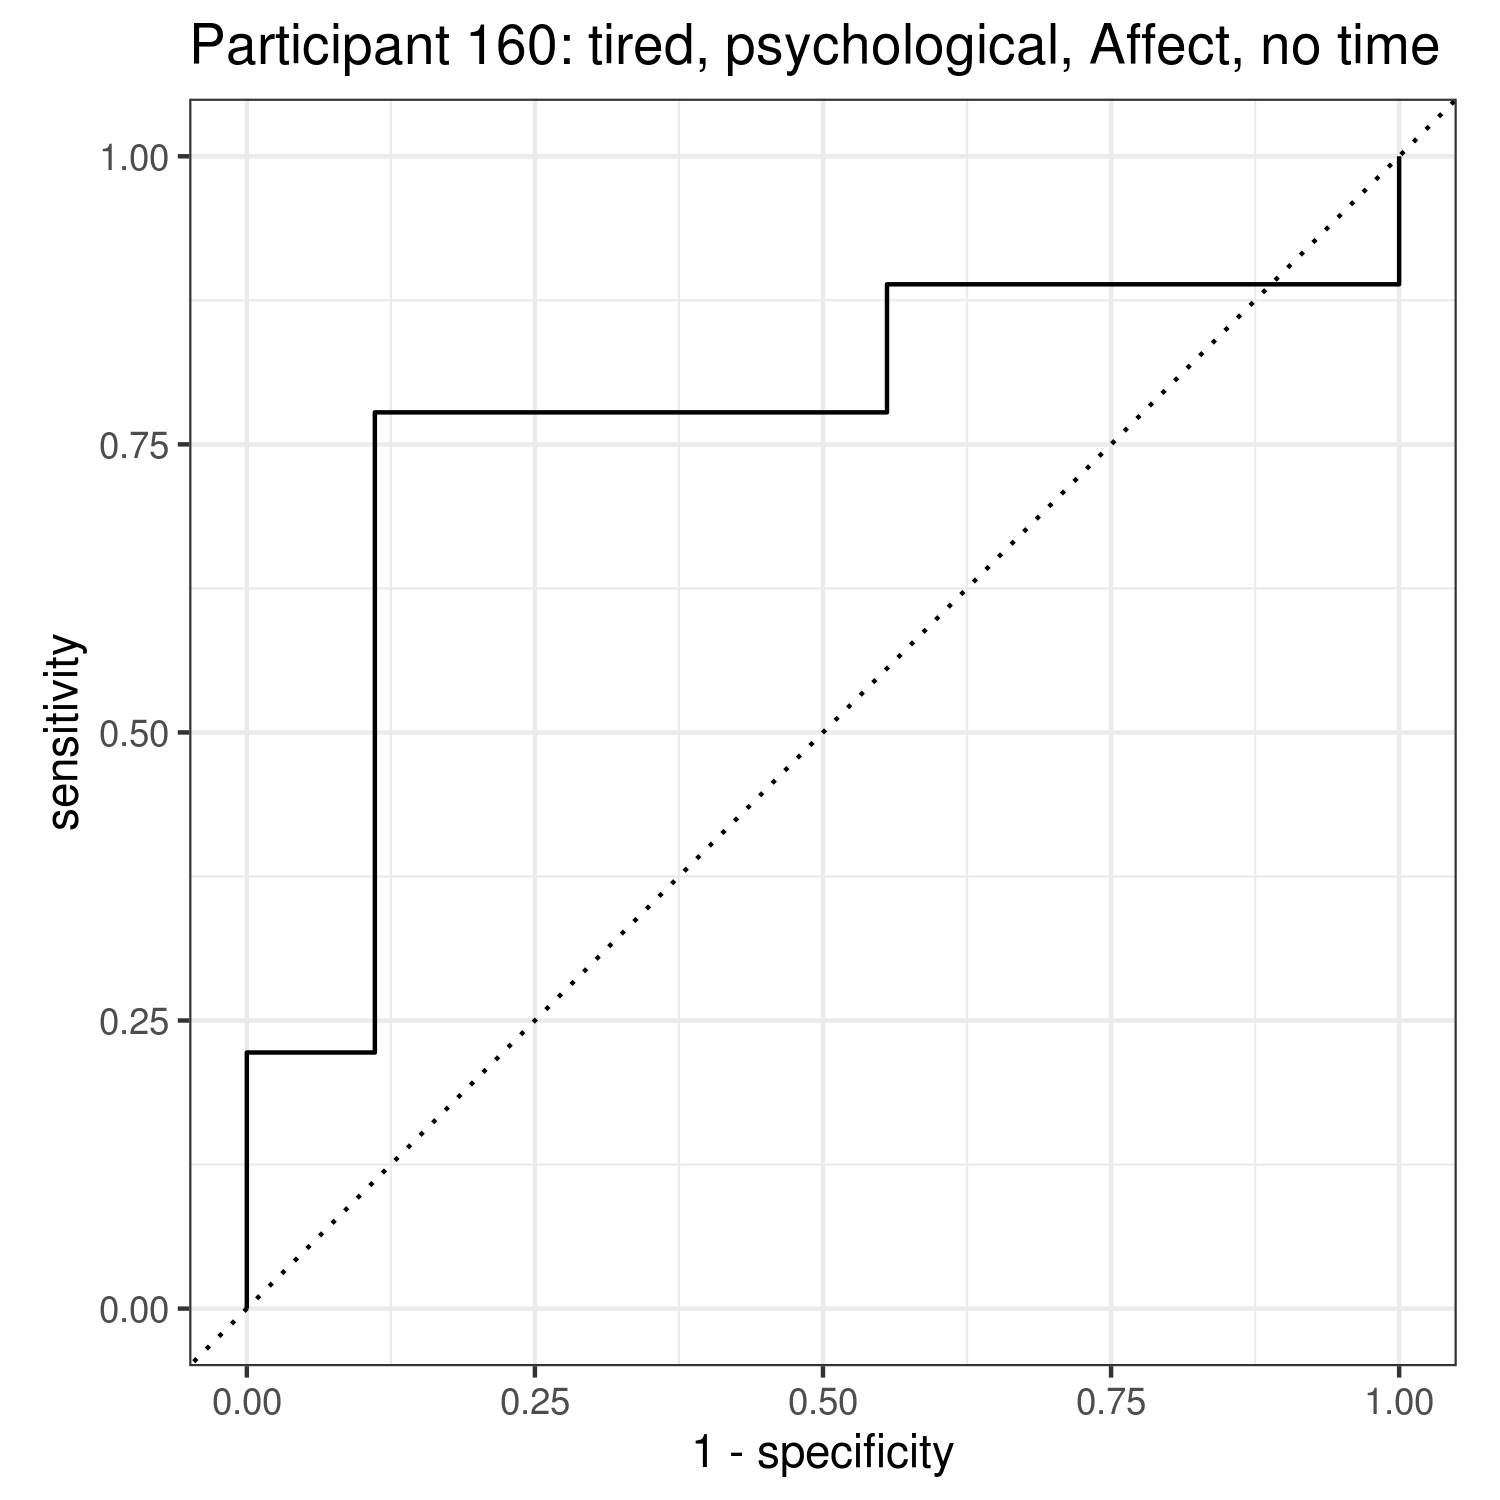 Participant 160: tired, psychological, Affect, no time
1.00
0.75
0.50
0.25
0.00
sensitivity
0.00 0.25 0.50 0.75 1.00
1 - specificity